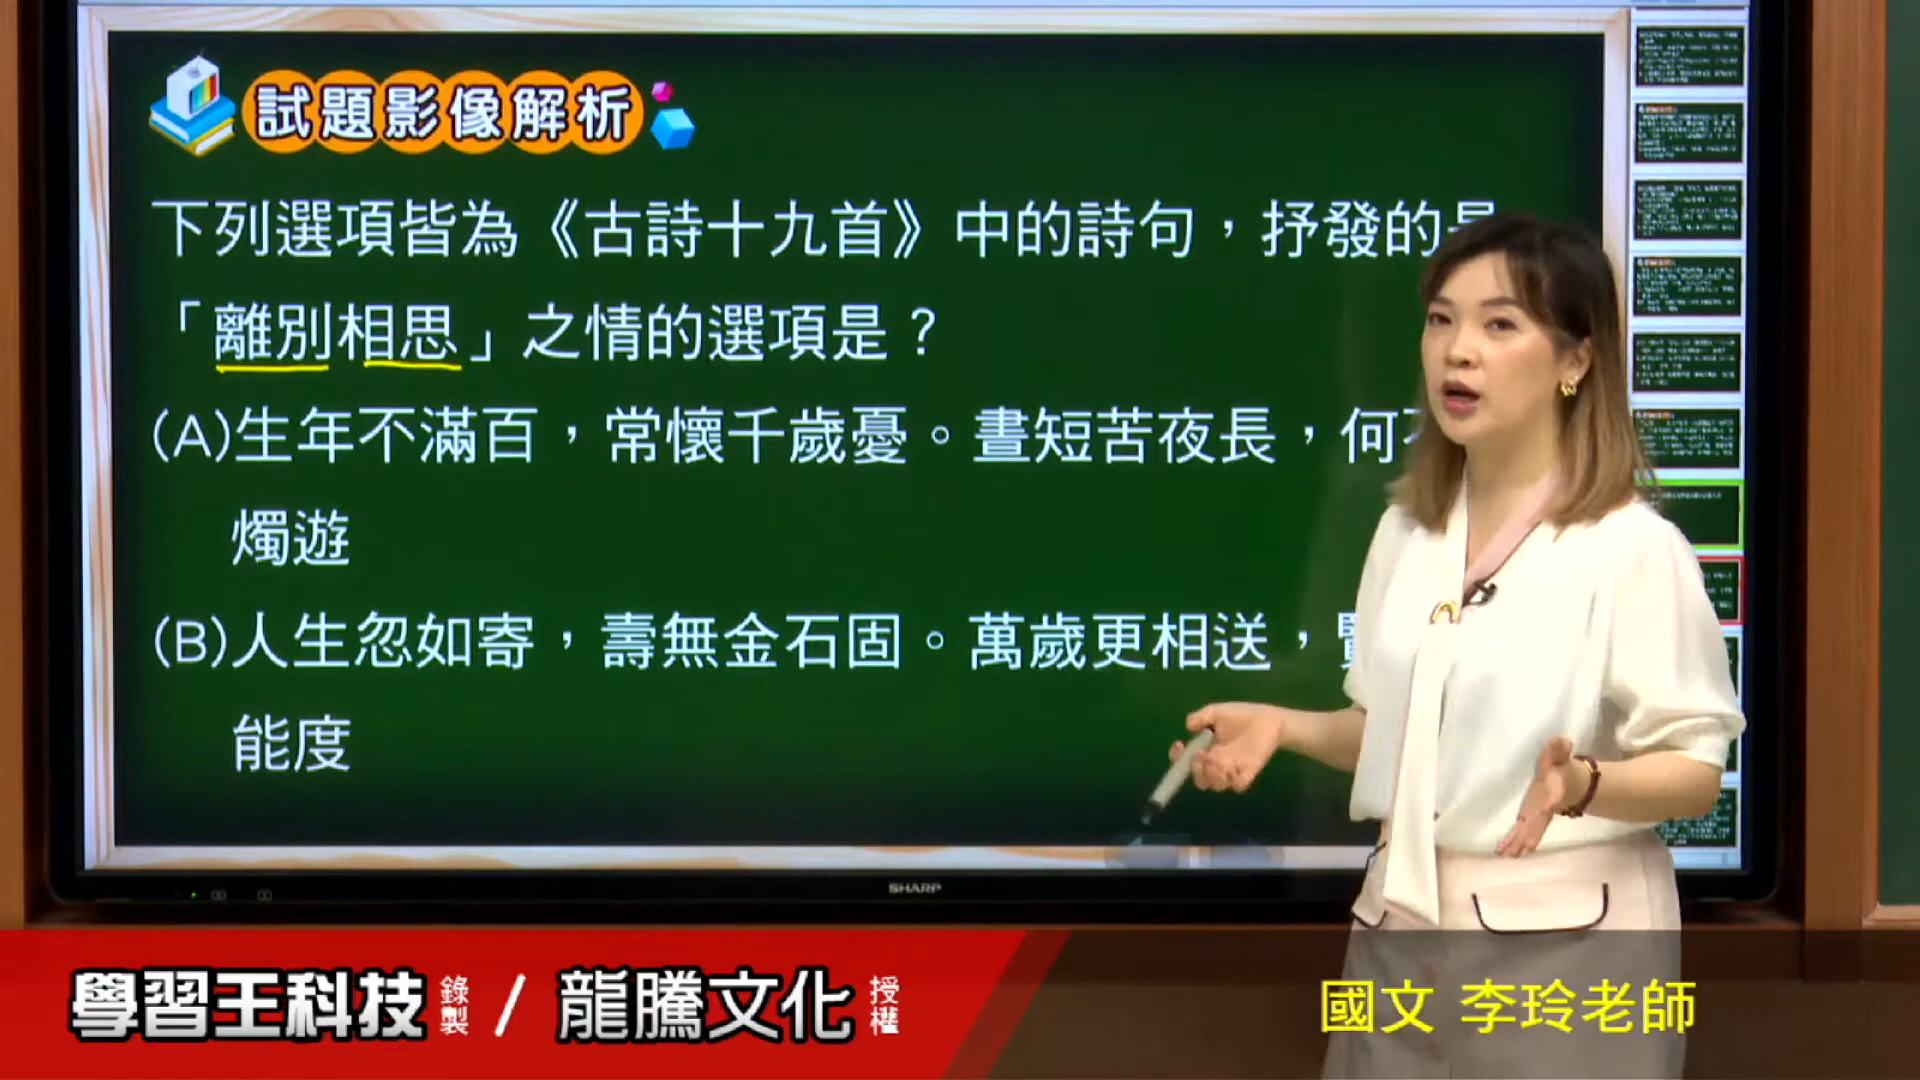 試題影像解析
下列選項皆為《古詩十九首》中的詩句，抒發的是
「離別相思」之情的選項是？
(A)生年不滿百，常懷千歲憂。晝短苦夜長，何不
燭遊
(B)人生忽如寄，壽無金石固。萬歲更相送，賢
能度
SHARP
學習王科技 錄製 / 龍騰文化 授權
國文 李玲老師